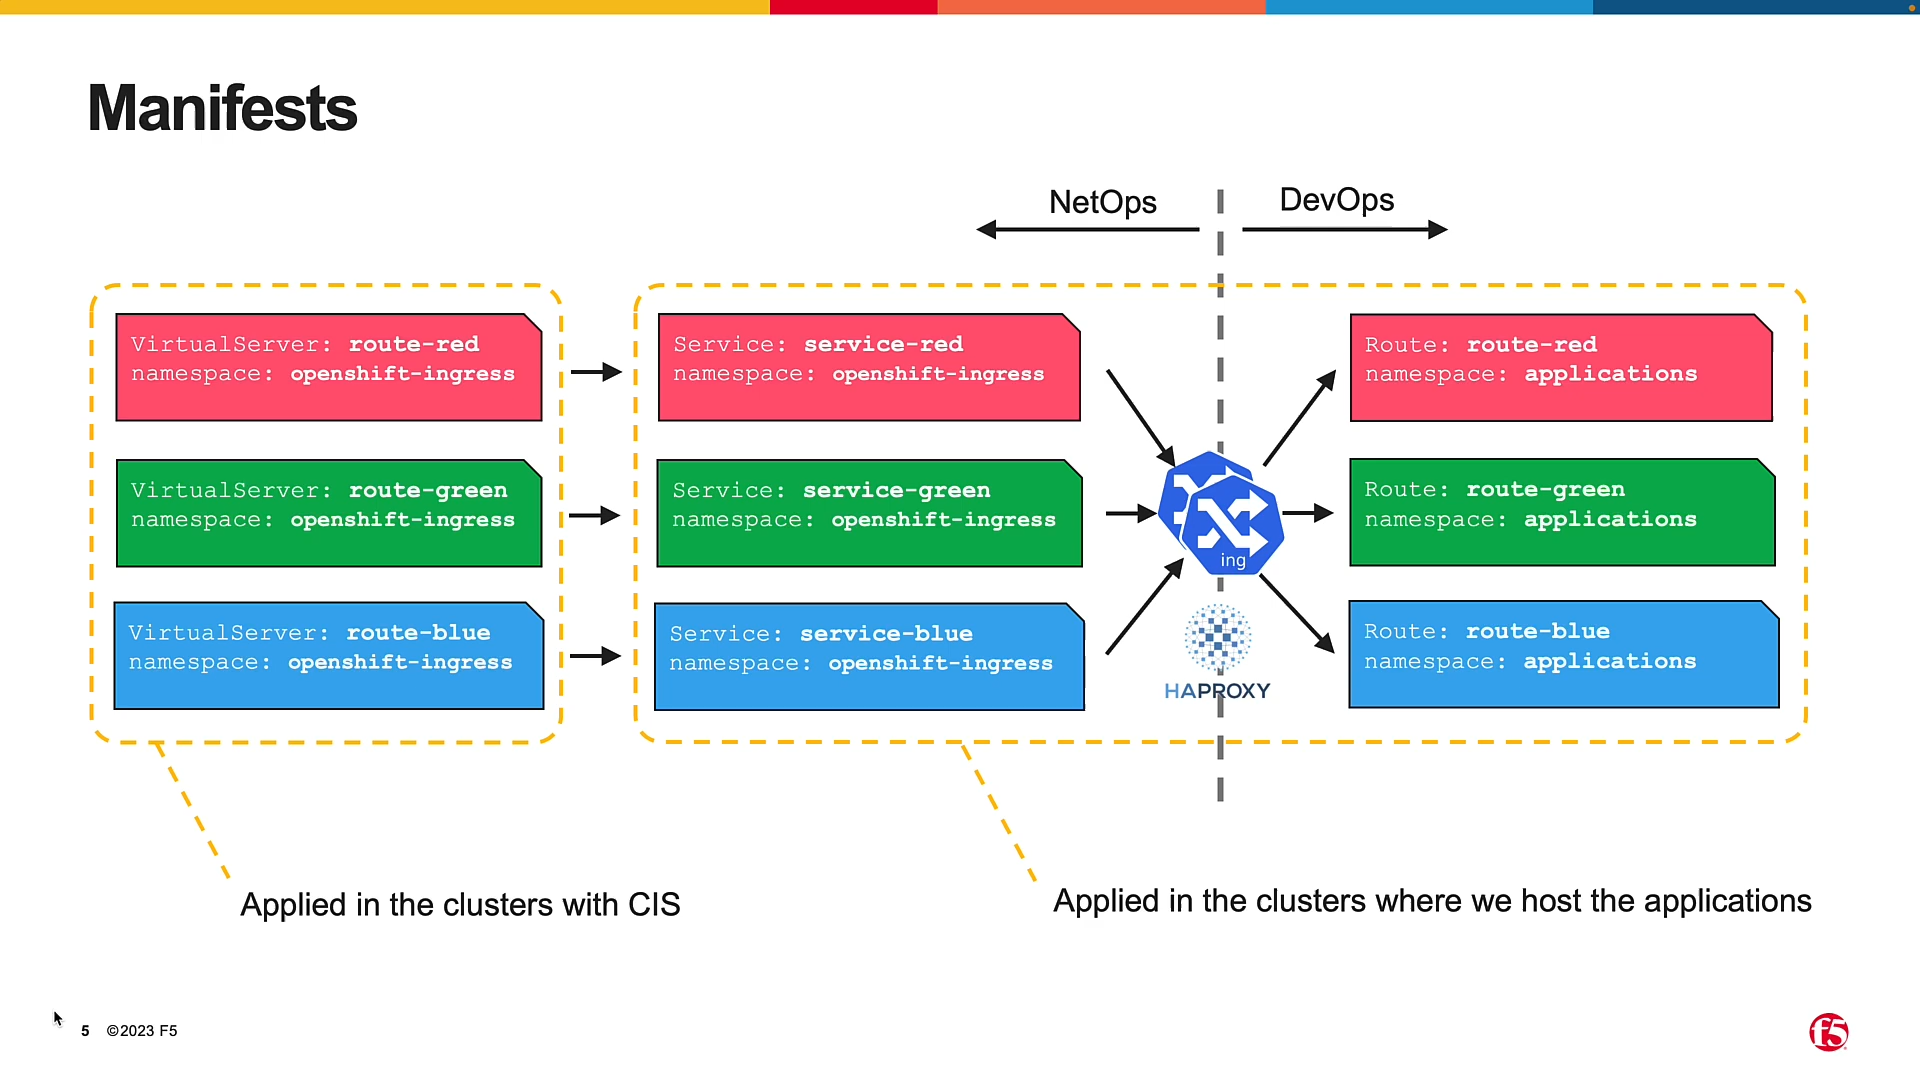 Manifests
NetOps
DevOps
VirtualServer: route-red
namespace: openshift-ingress
Service: service-red
namespace: openshift-ingress
Route: route-red
namespace: applications
VirtualServer: route-green
namespace: openshift-ingress
Service: service-green
namespace: openshift-ingress
ing
Route: route-green
namespace: applications
VirtualServer: route-blue
namespace: openshift-ingress
Service: service-blue
namespace: openshift-ingress
HAPROXY
Route: route-blue
namespace: applications
Applied in the clusters with CIS
Applied in the clusters where we host the applications
5 ©2023 F5
f5